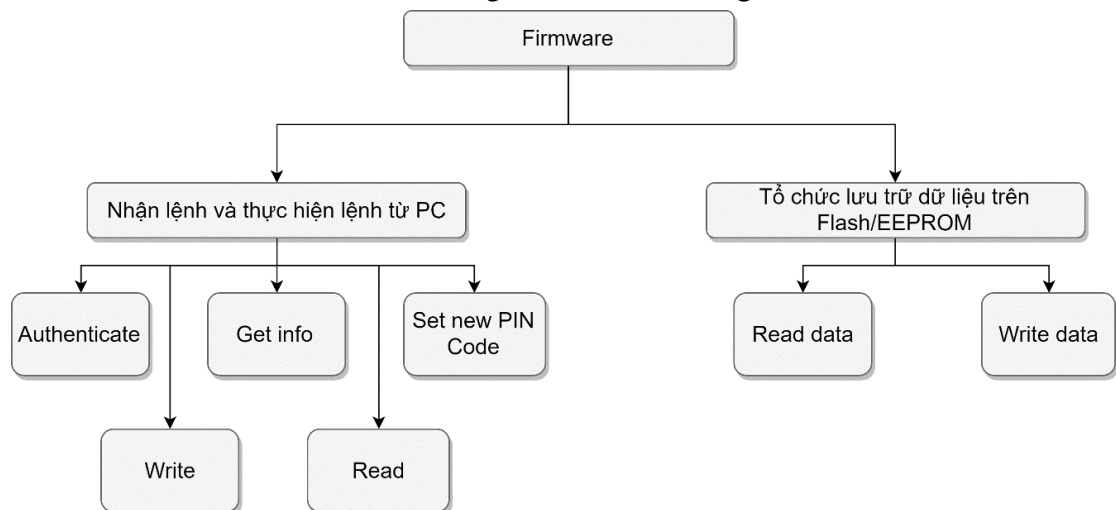 Firmware
Nhận lệnh và thực hiện lệnh từ PC
Tổ chức lưu trữ dữ liệu trên
Flash/EEPROM
Authenticate
Get info
Set new PIN
Code
Read data
Write data
Write
Read